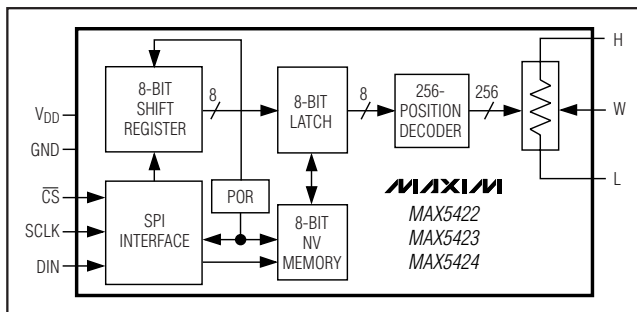 H
8-BIT
SHIFT
REGISTER
8
8-BIT
LATCH
8
256-
POSITION
DECODER
256
W
L
VDD
GND
CS
SCLK
DIN
SPI
INTERFACE
POR
8-BIT
NV
MEMORY
MAXIM
MAX5422
MAX5423
MAX5424